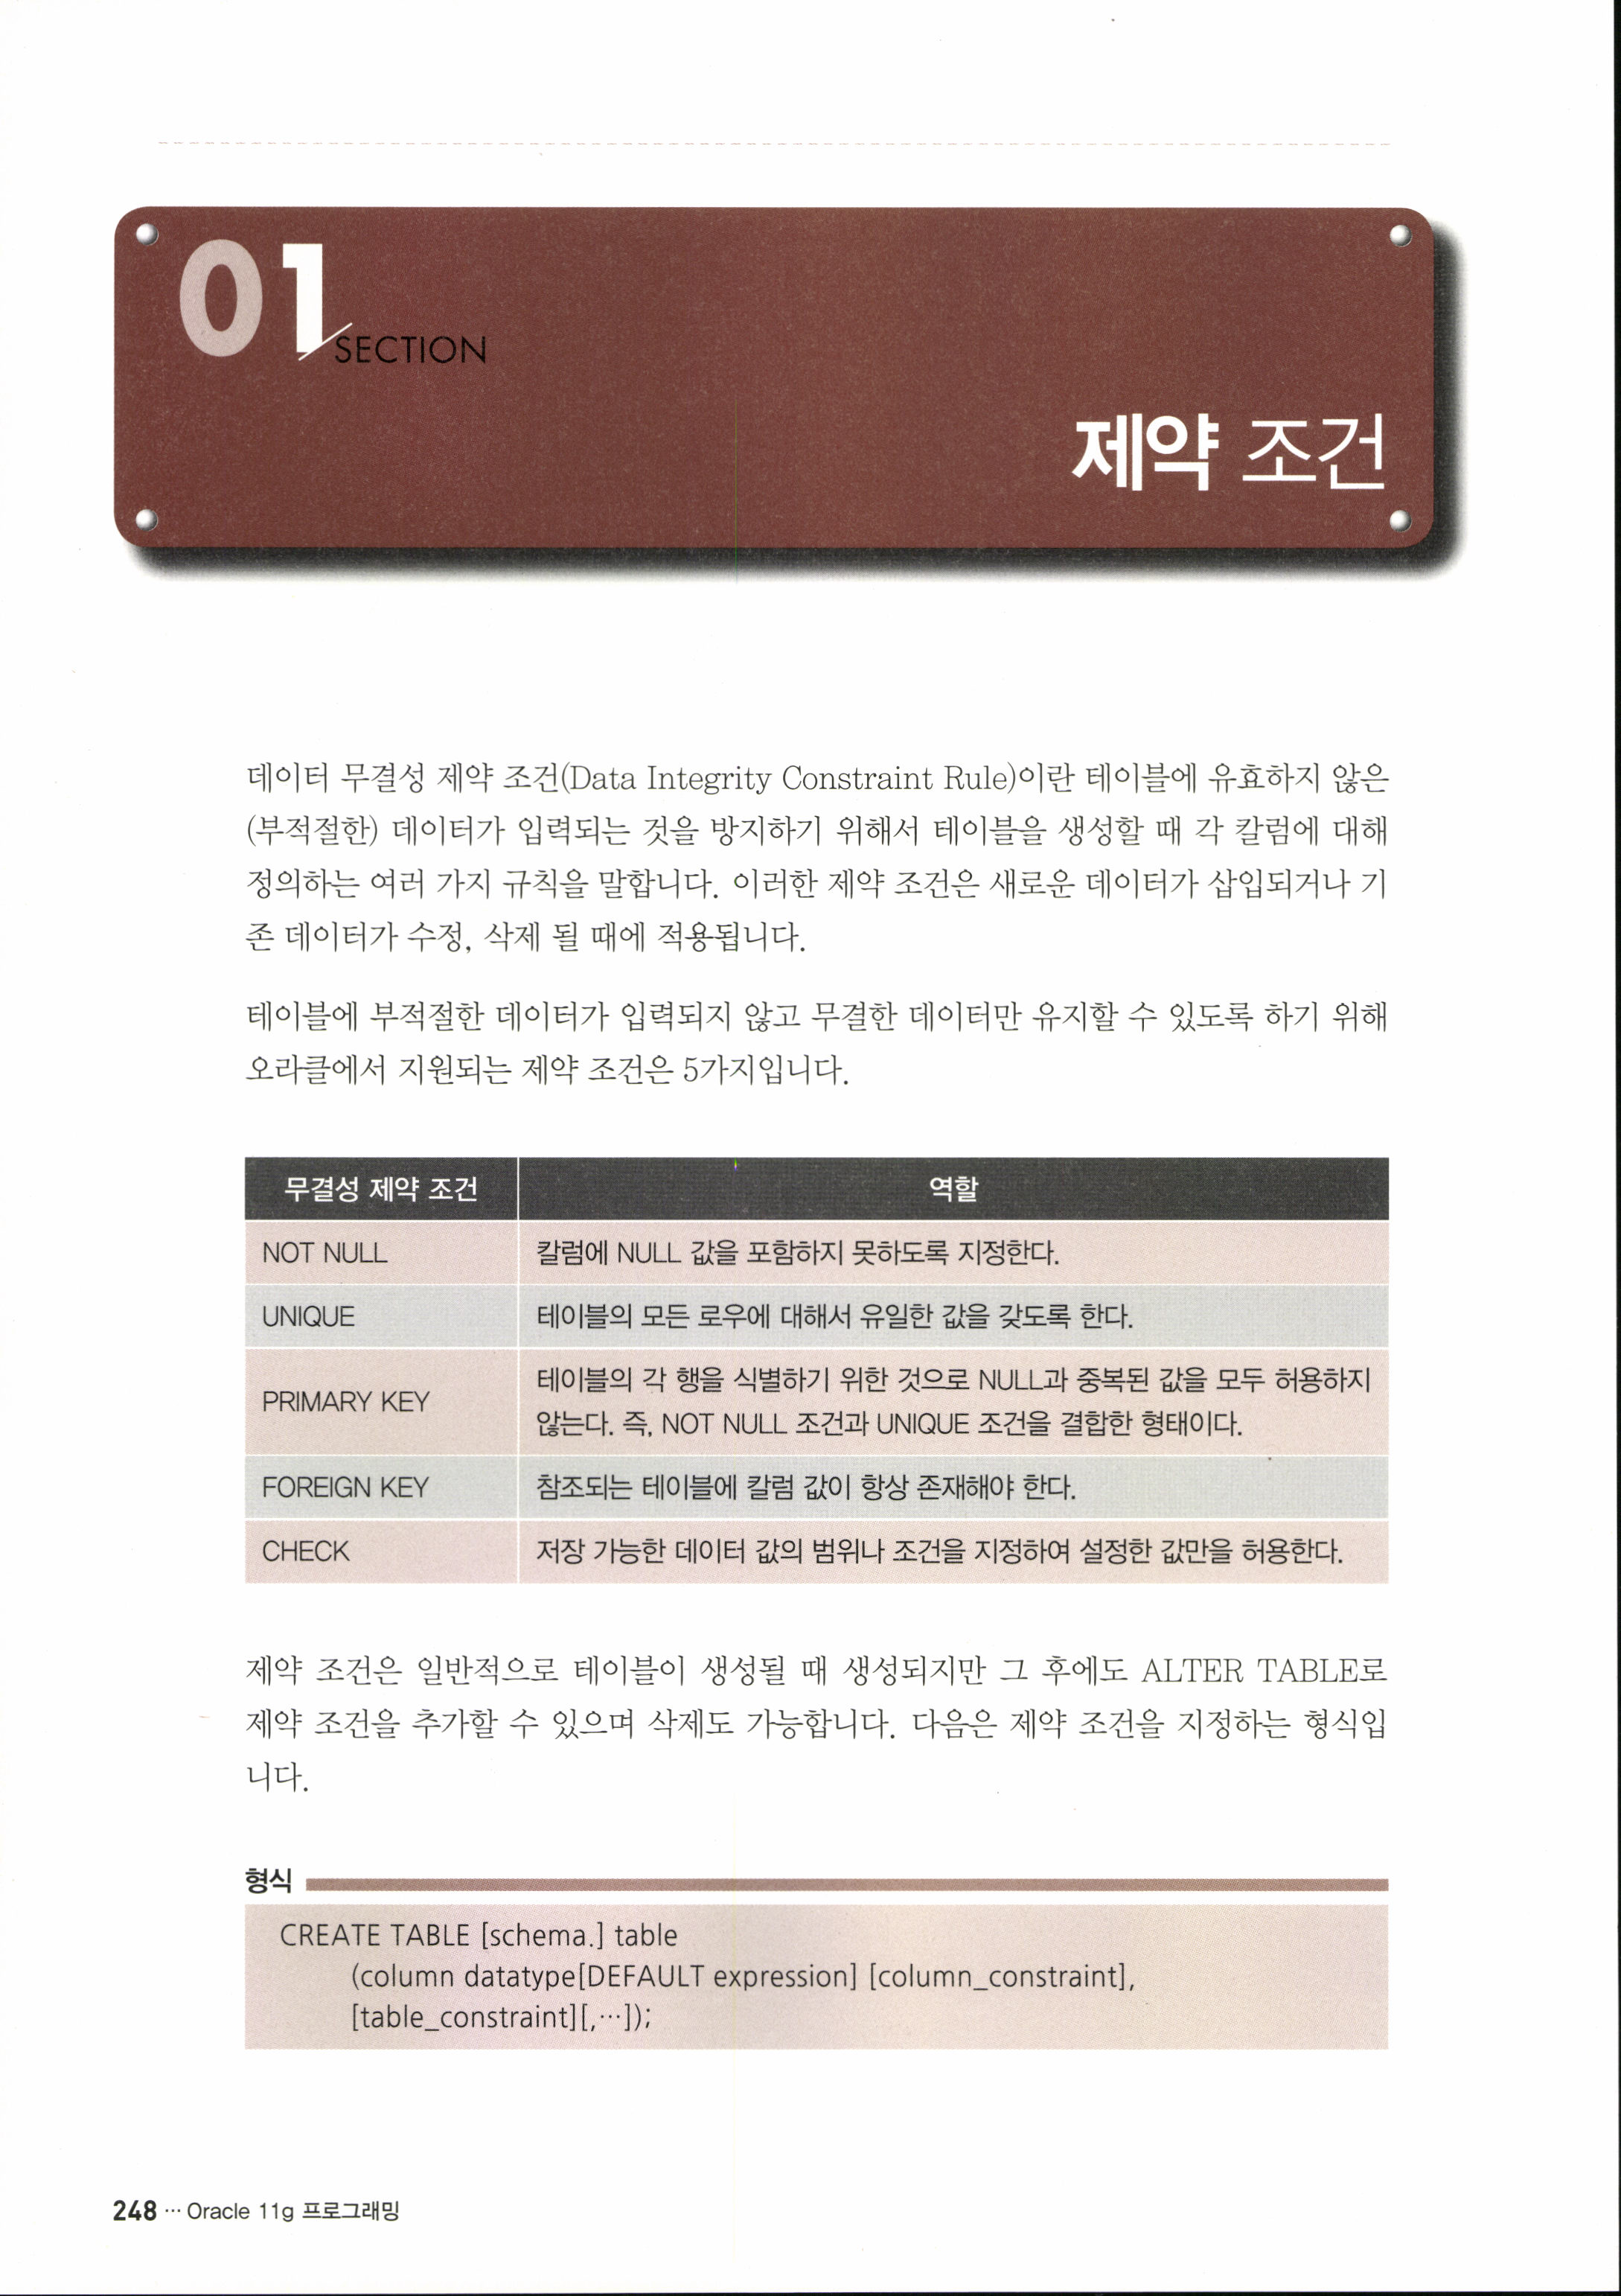 01 SECTION
제약 조건
데이터 무결성 제약 조건(Data Integrity Constraint Rule)이란 테이블에 유효하지 않은
(부적절한) 데이터가 입력되는 것을 방지하기 위해서 테이블을 생성할 때 각 칼럼에 대해
정의하는 여러 가지 규칙을 말합니다. 이러한 제약 조건은 새로운 데이터가 삽입되거나 기
존 데이터가 수정, 삭제 될 때에 적용됩니다.
테이블에 부적절한 데이터가 입력되지 않고 무결한 데이터만 유지할 수 있도록 하기 위해
오라클에서 지원되는 제약 조건은 5가지입니다.
무결성 제약 조건 역할
NOT NULL 칼럼에 NULL 값을 포함하지 못하도록 지정한다.
UNIQUE 테이블의 모든 로우에 대해서 유일한 값을 갖도록 한다.
PRIMARY KEY 테이블의 각 행을 식별하기 위한 것으로 NULL과 중복된 값을 모두 허용하지
않는다. 즉, NOT NULL 조건과 UNIQUE 조건을 결합한 형태이다.
FOREIGN KEY 참조되는 테이블에 칼럼 값이 항상 존재해야 한다.
CHECK 저장 가능한 데이터 값의 범위나 조건을 지정하여 설정한 값만을 허용한다.
제약 조건은 일반적으로 테이블이 생성될 때 생성되지만 그 후에도 ALTER TABLE로
제약 조건을 추가할 수 있으며 삭제도 가능합니다. 다음은 제약 조건을 지정하는 형식입
니다.
형식
CREATE TABLE [schema.] table
(column datatype[DEFAULT expression] [column_constraint],
[table_constraint][,…]);
248 … Oracle 11g 프로그래밍